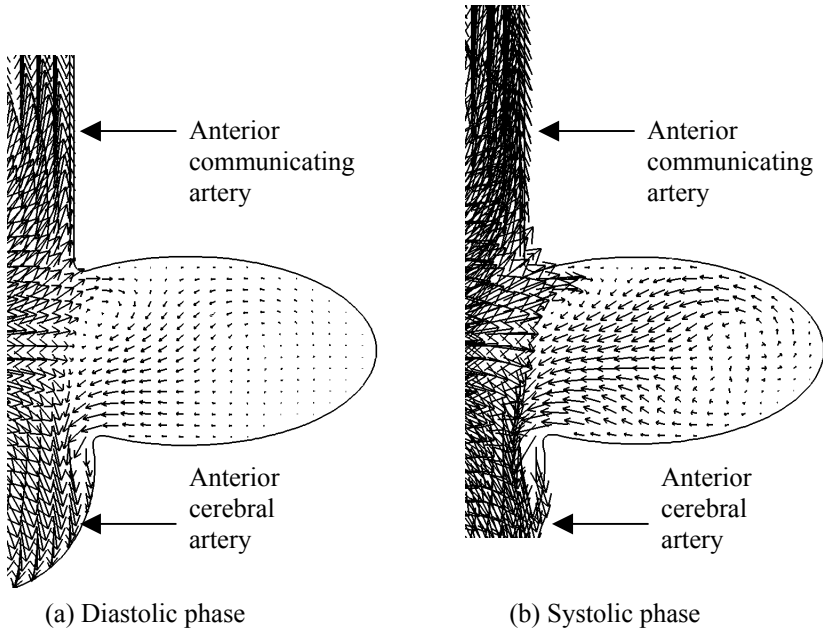 Anterior
communicating
artery
Anterior
cerebral
artery
(a) Diastolic phase
Anterior
communicating
artery
Anterior
cerebral
artery
(b) Systolic phase